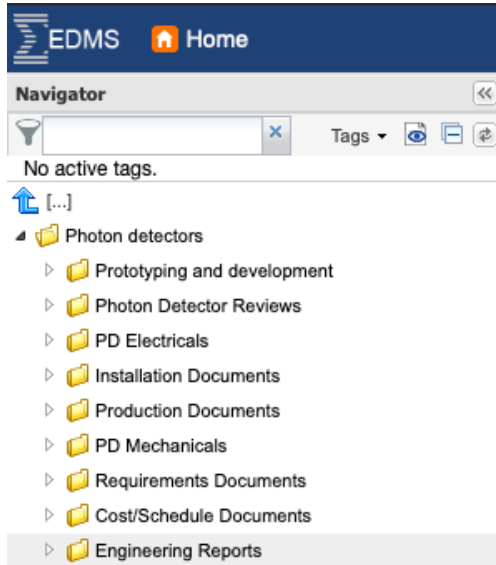 EDMS Home
Navigator
Tags
No active tags.
[...]
Photon detectors
Prototyping and development
Photon Detector Reviews
PD Electricals
Installation Documents
Production Documents
PD Mechanicals
Requirements Documents
Cost/Schedule Documents
Engineering Reports